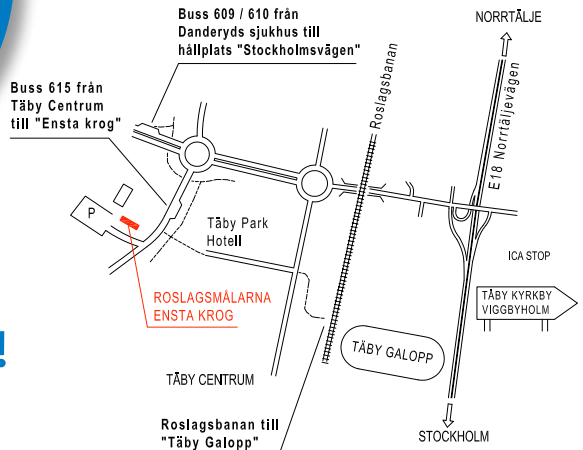 Buss 609 / 610 från
Danderyds sjukhus till
hållplats "Stockholmsvägen"
NORRTÄLJE
Buss 615 från
Täby Centrum
till "Ensta krog"
Roslagsbanan
E18 Norrtäljevägen
P
Täby Park
Hotell
ICA STOP
ROSLAGSMÅLARNA
ENSTA KROG
TÄBY KYRKBY
VIGGBYHOLM
TÄBY GALOPP
TÄBY CENTRUM
Roslagsbanan till
"Täby Galopp"
STOCKHOLM
!